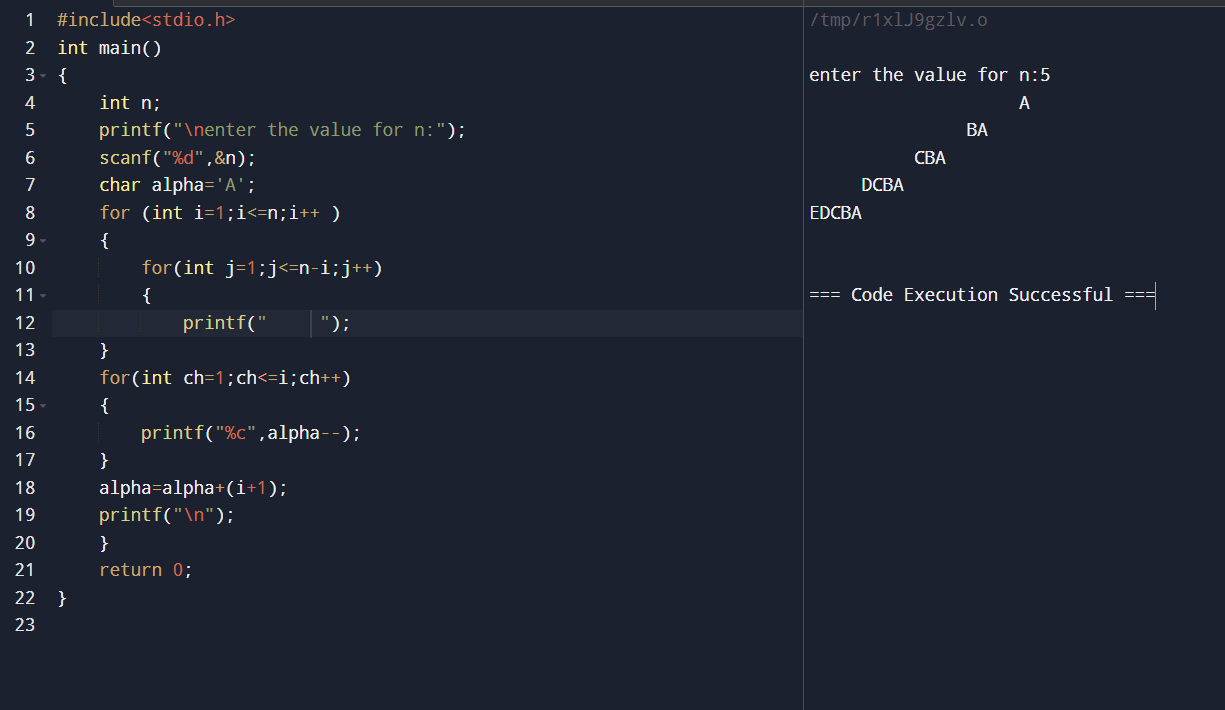 1 #include<stdio.h>
2 int main()
3 {
4     int n;
5     printf("\nenter the value for n:");
6     scanf("%d",&n);
7     char alpha='A';
8     for (int i=1;i<=n;i++ )
9     {
10         for(int j=1;j<=n-i;j++)
11         {
12             printf("     ");
13     }
14     for(int ch=1;ch<=i;ch++)
15     {
16         printf("%c",alpha--);
17     }
18     alpha=alpha+(i+1);
19     printf("\n");
20     }
21     return 0;
22 }
23
/tmp/r1xlJ9gzlv.o
enter the value for n:5
                    A
               BA
          CBA
     DCBA
EDCBA
=== Code Execution Successful ===